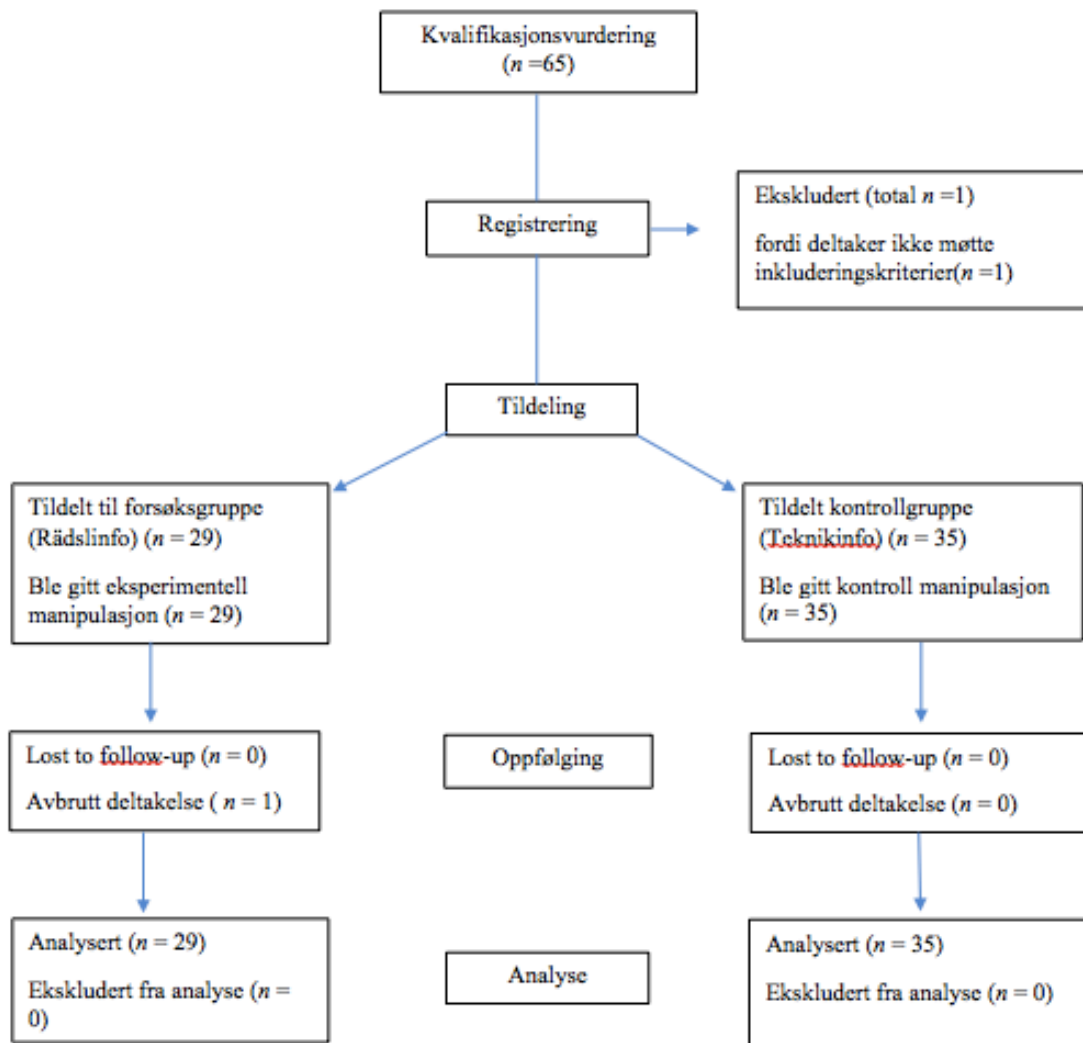 Kvalifikasjonsvurdering
(n =65)
Registrering
Ekskludert (total n =1)
fordi deltaker ikke møtte
inkluderingskriterier(n =1)
Tildeling
Tildelt til forsøksgruppe
(Rädslinfo) (n = 29)
Ble gitt eksperimentell
manipulasjon (n = 29)
Tildelt kontrollgruppe
(Teknikinfo) (n = 35)
Ble gitt kontroll manipulasjon
(n = 35)
Lost to follow-up (n = 0)
Avbrutt deltakelse ( n = 1)
Oppfølging
Lost to follow-up (n = 0)
Avbrutt deltakelse (n = 0)
Analysert (n = 29)
Ekskludert fra analyse (n =
0)
Analyse
Analysert (n = 35)
Ekskludert fra analyse (n = 0)